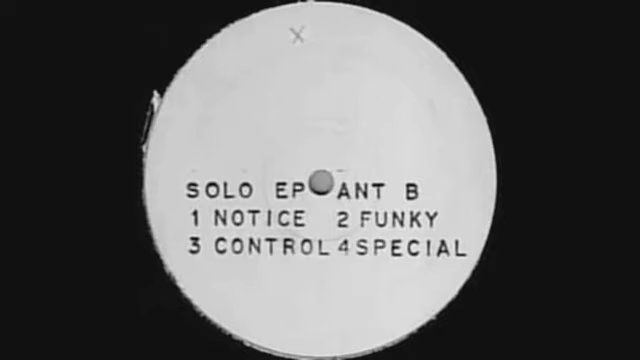 X
SOLO EP ANT B
1 NOTICE 2 FUNKY
3 CONTROL 4 SPECIAL